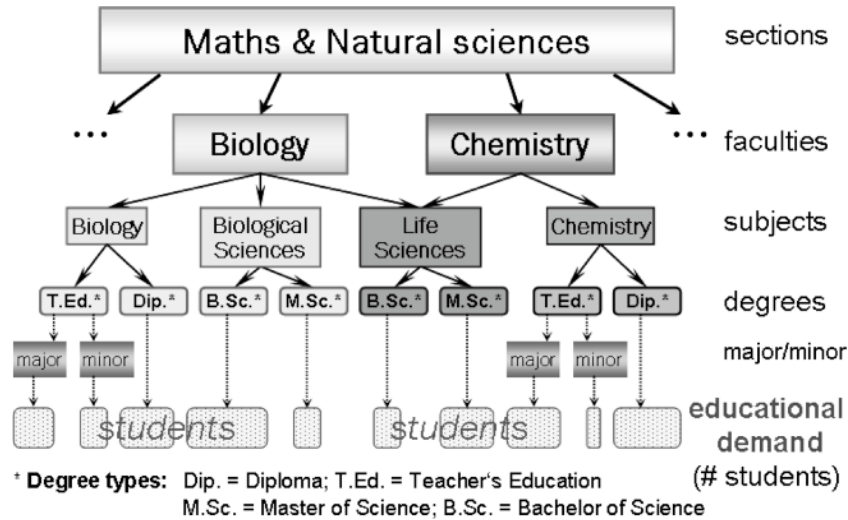 Maths & Natural sciences
sections
...
Biology
Chemistry
...
faculties
Biology
Biological
Sciences
Life
Sciences
Chemistry
subjects
T.Ed.*
Dip.*
B.Sc.*
M.Sc.*
B.Sc.*
M.Sc.*
T.Ed.*
Dip.*
degrees
major
minor
major
minor
major/minor
students
students
educational
demand
(# students)
* Degree types: Dip. = Diploma; T.Ed. = Teacher's Education
M.Sc. = Master of Science; B.Sc. = Bachelor of Science